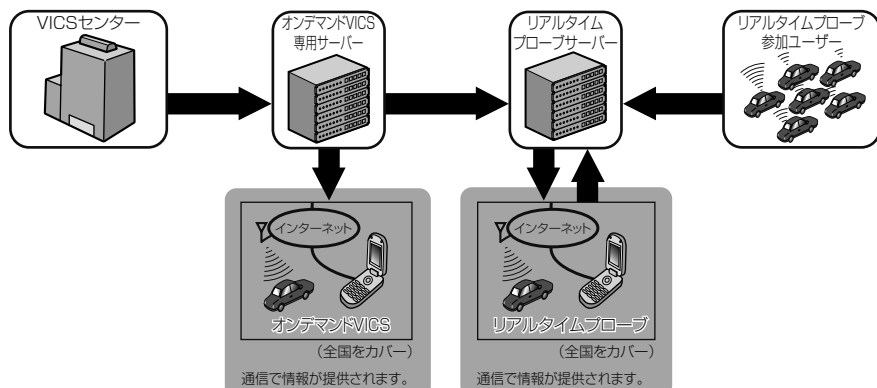 VICSセンター
オンデマンドVICS
専用サーバー
リアルタイム
プローブサーバー
リアルタイムプローブ
参加ユーザー
インターネット
オンデマンドVICS
(全国をカバー)
通信で情報が提供されます。
インターネット
リアルタイムプローブ
(全国をカバー)
通信で情報が提供されます。